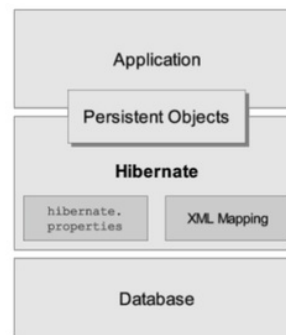 Application
Persistent Objects
Hibernate
hibernate.
properties
XML Mapping
Database